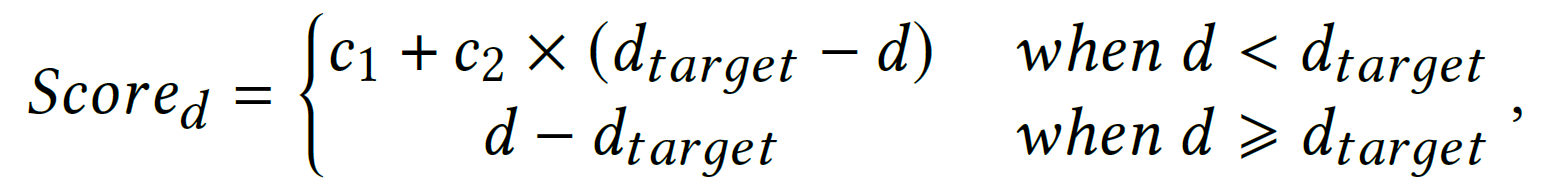 Score_d = { c_1 + c_2 × (d_target − d) when d < d_target
d − d_target when d ⩾ d_target ,